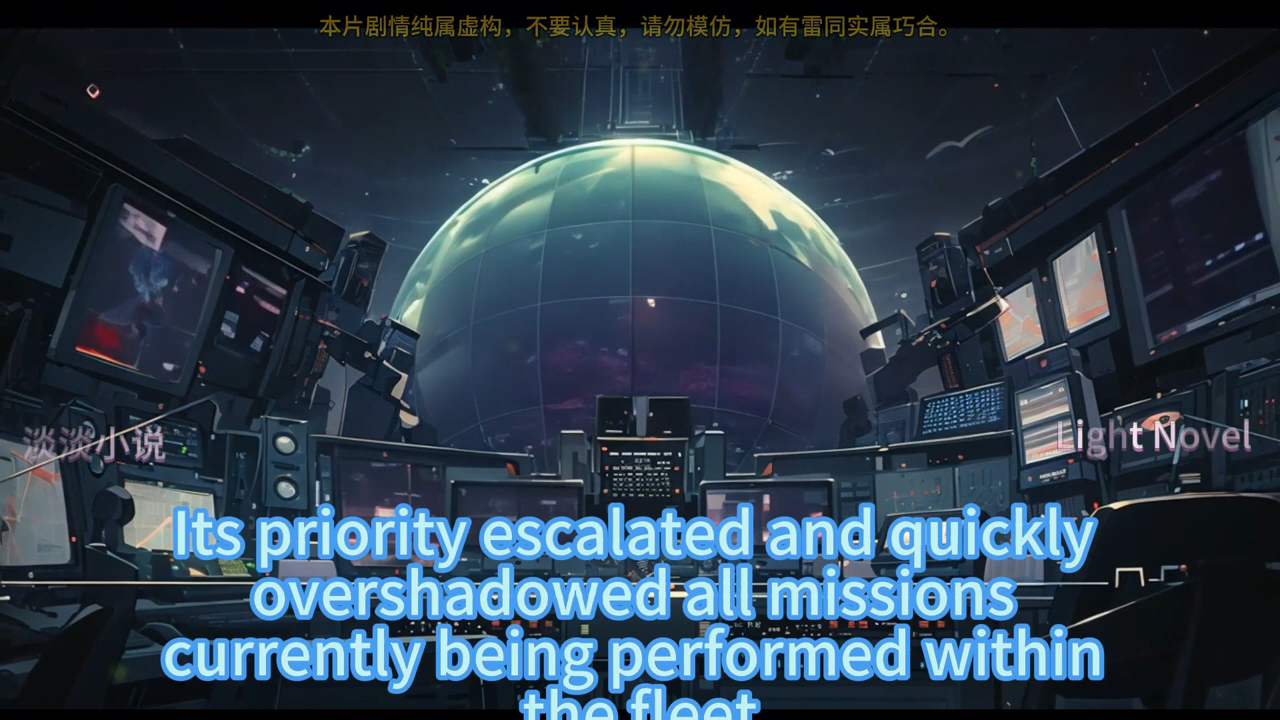 本片剧情纯属虚构，不要认真，请勿模仿，如有雷同实属巧合。
淡淡小说
Light Novel
Its priority escalated and quickly
overshadowed all missions
currently being performed within
the fleet